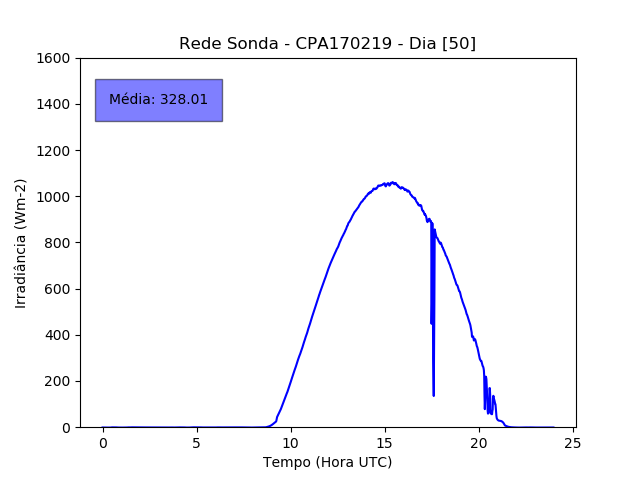 Rede Sonda - CPA170219 - Dia [50]
Média: 328.01
Irradiância (Wm-2)
1600
1400
1200
1000
800
600
400
200
0
0 5 10 15 20 25
Tempo (Hora UTC)